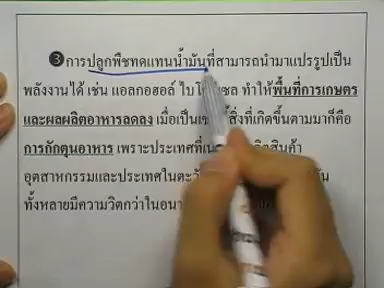 ❸ การปลูกพืชทดแทนน้ำมันที่สามารถนำมาแปรรูปเป็น
พลังงานได้ เช่น แอลกอฮอล์ ไบโ ซล ทำให้พื้นที่การเกษตร
และผลผลิตอาหารลดลง เมื่อเป็นเช่ สิ่งที่เกิดขึ้นตามมาก็คือ
การกักตุนอาหาร เพราะประเทศที่ สินค้า
อุตสาหกรรมและประเทศในตะวั
ทั้งหลายมีความวิตกว่าในอนา